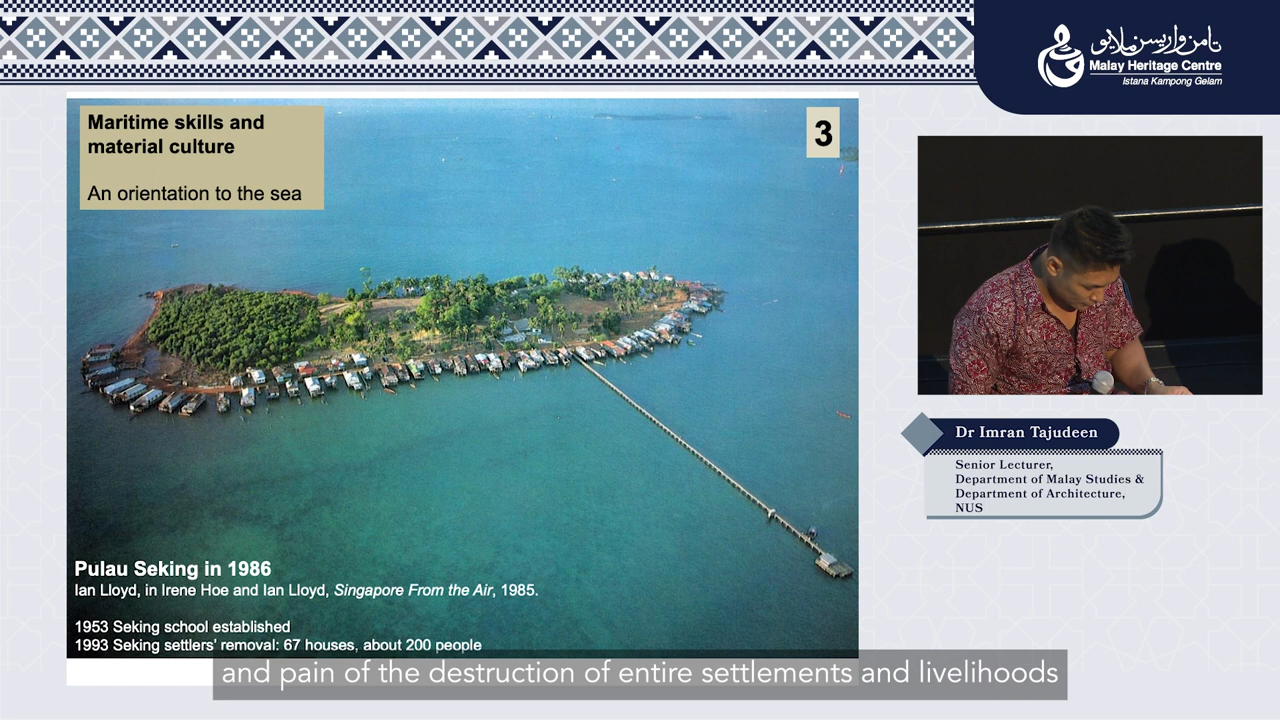 تامن واريسن ملايو
Malay Heritage Centre
Istana Kampong Gelam
Maritime skills and
material culture
An orientation to the sea
3
Pulau Seking in 1986
Ian Lloyd, in Irene Hoe and Ian Lloyd, Singapore From the Air, 1985.
1953 Seking school established
1993 Seking settlers' removal: 67 houses, about 200 people
Dr Imran Tajudeen
Senior Lecturer,
Department of Malay Studies &
Department of Architecture,
NUS
and pain of the destruction of entire settlements and livelihoods